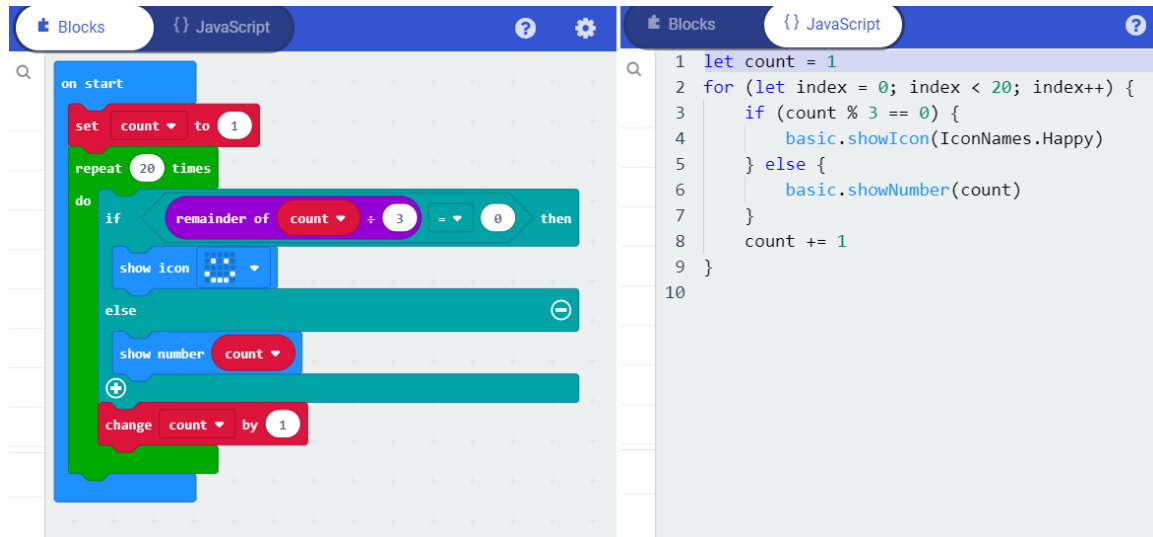 Blocks
{} JavaScript
?
on start
set count to 1
repeat 20 times
do
if remainder of count ÷ 3 = 0 then
show icon
else
show number count
change count by 1
Blocks
{} JavaScript
?
1 let count = 1
2 for (let index = 0; index < 20; index++) {
3 if (count % 3 == 0) {
4 basic.showIcon(IconNames.Happy)
5 } else {
6 basic.showNumber(count)
7 }
8 count += 1
9 }
10